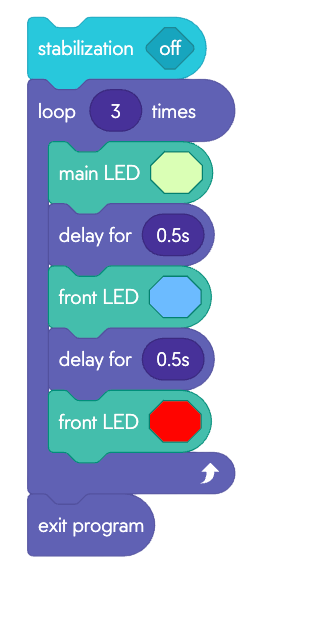 stabilization off
loop 3 times
main LED
delay for 0.5s
front LED
delay for 0.5s
front LED
exit program